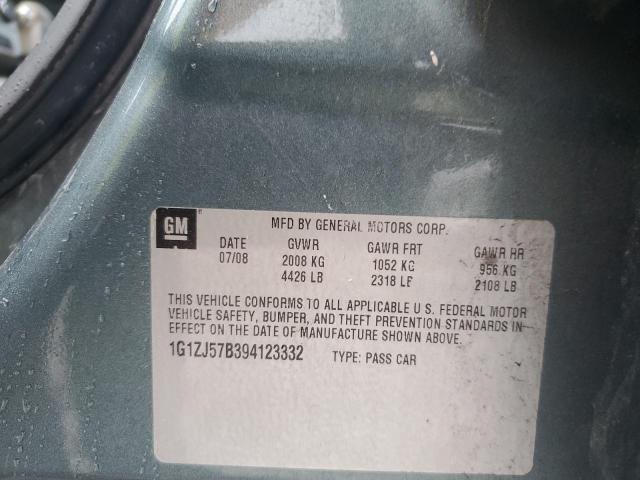 GM ®
MFD BY GENERAL MOTORS CORP.
DATE GVWR GAWR FRT GAWR RR
07/08 2008 KG 1052 KG 956 KG
4426 LB 2318 LB 2108 LB
THIS VEHICLE CONFORMS TO ALL APPLICABLE U.S. FEDERAL MOTOR
VEHICLE SAFETY, BUMPER, AND THEFT PREVENTION STANDARDS IN
EFFECT ON THE DATE OF MANUFACTURE SHOWN ABOVE.
1G1ZJ57B394123332 TYPE: PASS CAR